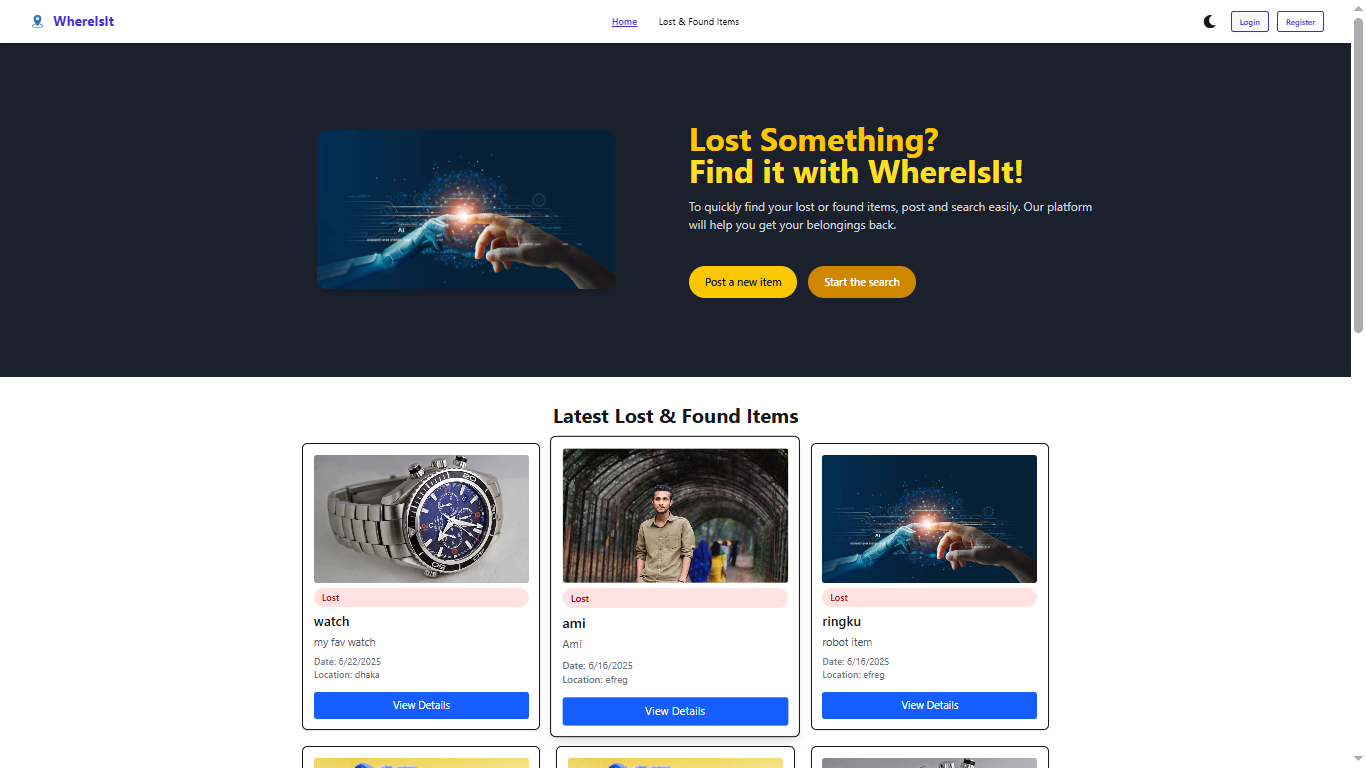 WhereIsIt
Home
Lost & Found Items
Login
Register
Lost Something?
Find it with WhereIsIt!
To quickly find your lost or found items, post and search easily. Our platform
will help you get your belongings back.
Post a new item
Start the search
AI
Latest Lost & Found Items
Lost
watch
my fav watch
Date: 6/22/2025
Location: dhaka
View Details
Lost
ami
Ami
Date: 6/16/2025
Location: efreg
View Details
AI
Lost
ringku
robot item
Date: 6/16/2025
Location: efreg
View Details